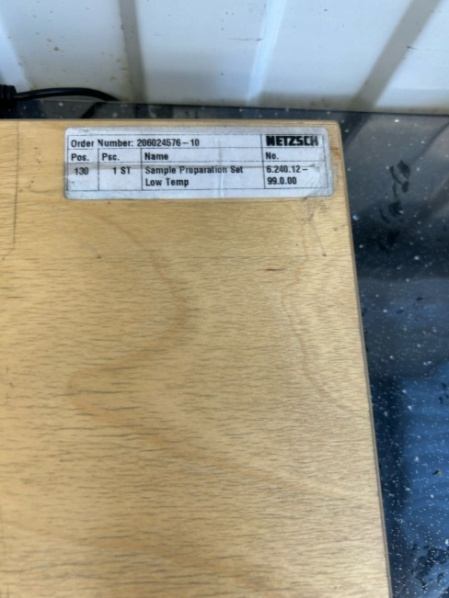 Order Number: 206024576-10 NETZSCH
Pos. Psc. Name No.
130 1 ST Sample Preparation Set 6.240.12-
Low Temp 99.0.00